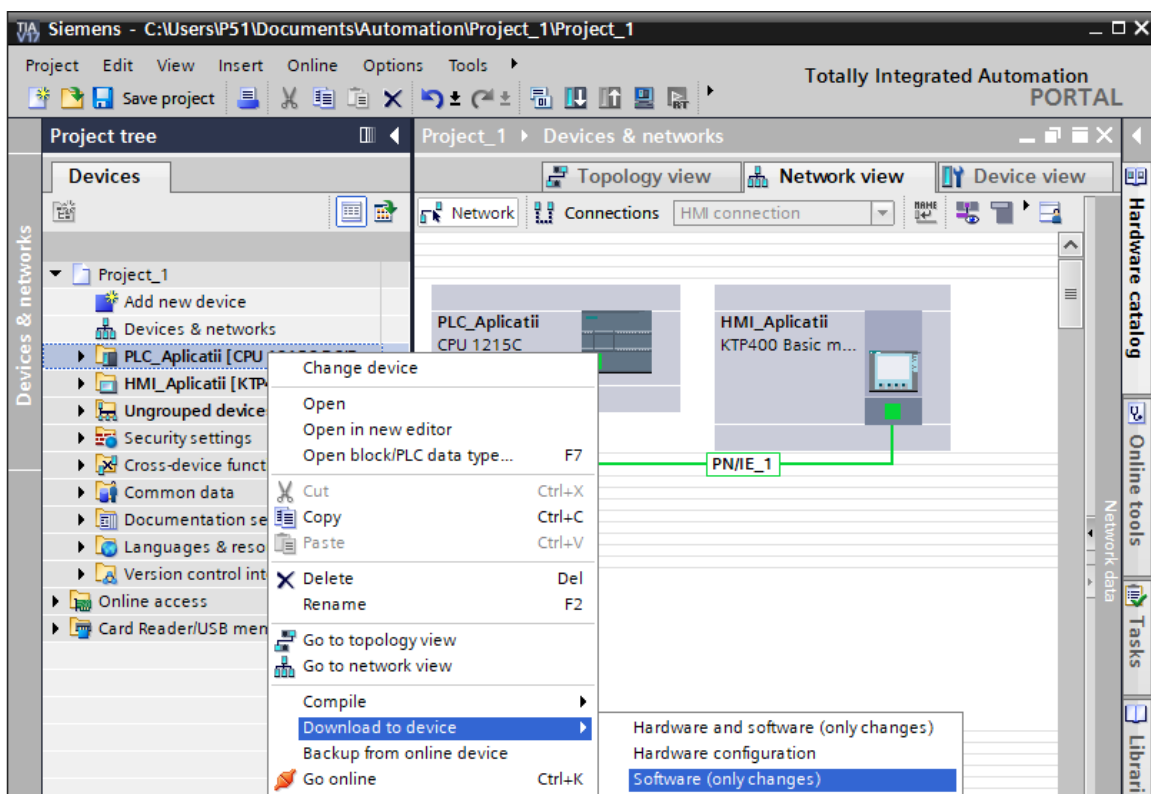 Siemens - C:\Users\P51\Documents\Automation\Project_1\Project_1
Project Edit View Insert Online Options Tools
Totally Integrated Automation
PORTAL
Save project
Project tree
Project_1 Devices & networks
Devices
Topology view Network view Device view
Network Connections HMI connection
Devices & networks
Project_1
Add new device
Devices & networks
PLC_Aplicatii [CPU
HMI_Aplicatii [KTP
Ungrouped device
Security settings
Cross-device funct
Common data
Documentation se
Languages & reso
Version control int
Online access
Card Reader/USB mem
PLC_Aplicatii
CPU 1215C
HMI_Aplicatii
KTP400 Basic m...
PN/IE_1
Change device
Open
Open in new editor
Open block/PLC data type... F7
Cut Ctrl+X
Copy Ctrl+C
Paste Ctrl+V
Delete Del
Rename F2
Go to topology view
Go to network view
Compile
Download to device
Backup from online device
Go online Ctrl+K
Hardware and software (only changes)
Hardware configuration
Software (only changes)
Network data
Hardware catalog
Online tools
Tasks
Librari